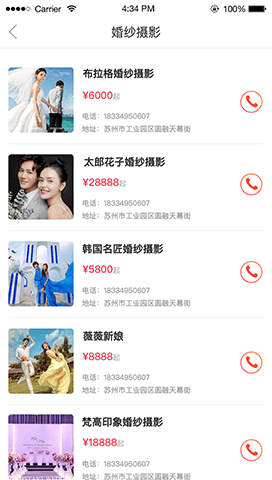 Carrier 4:34 PM 100%
婚纱摄影
布拉格婚纱摄影
¥6000起
电话：18334950607
地址：苏州市工业园区圆融天幕街
太郎花子婚纱摄影
¥28888起
电话：18334950607
地址：苏州市工业园区圆融天幕街
韩国名匠婚纱摄影
¥5800起
电话：18334950607
地址：苏州市工业园区圆融天幕街
薇薇新娘
¥8888起
电话：18334950607
地址：苏州市工业园区圆融天幕街
梵高印象婚纱摄影
¥18888起
电话：18334950607
地址：苏州市工业园区圆融天幕街